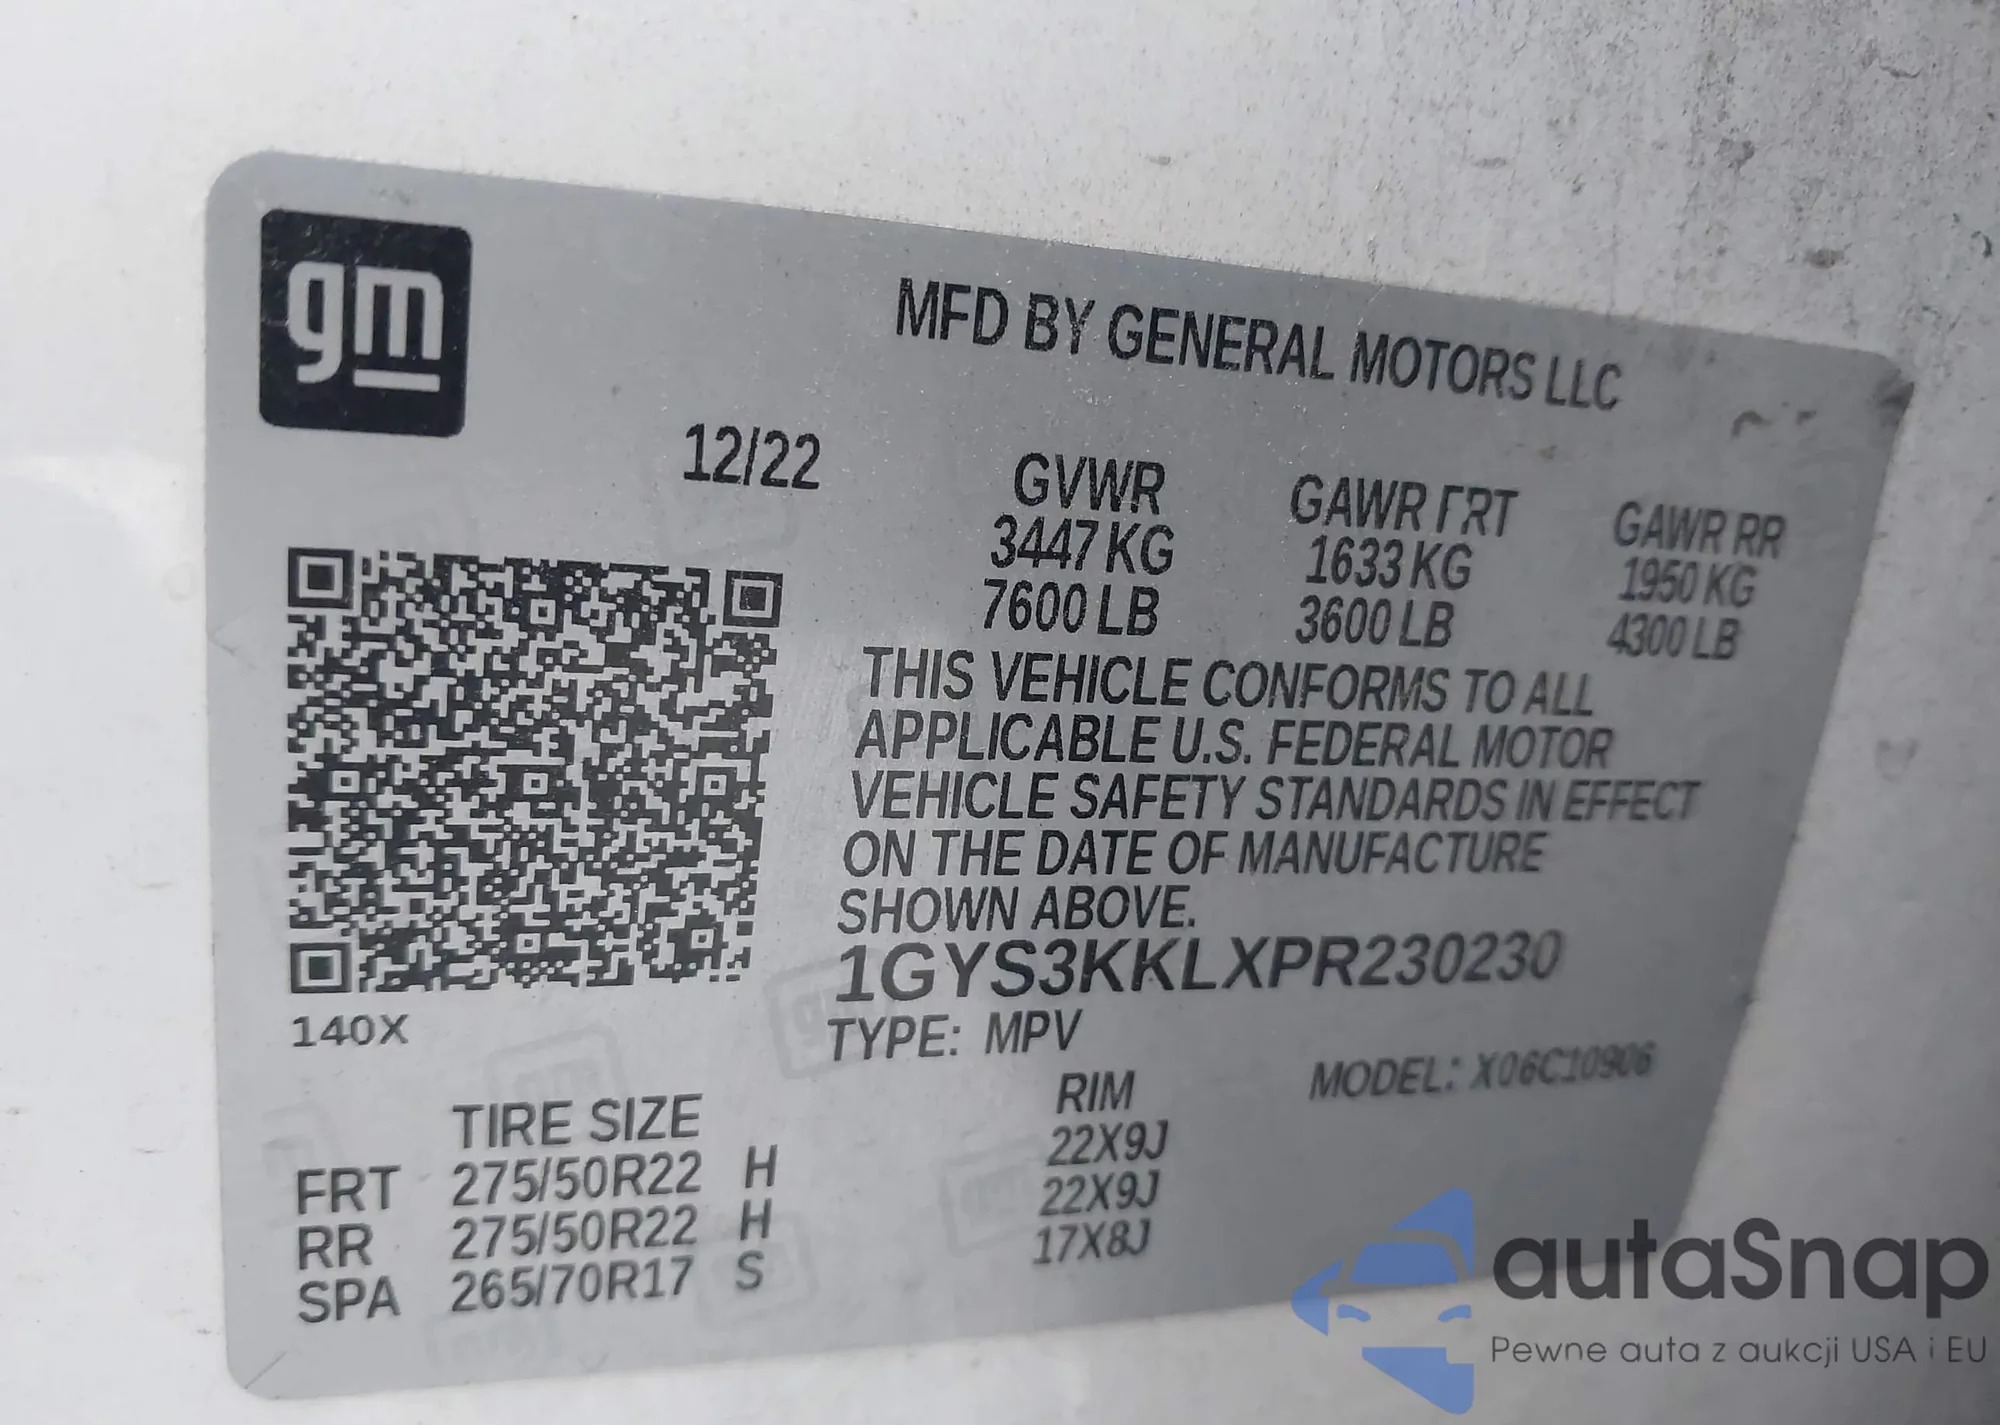 gm
MFD BY GENERAL MOTORS LLC
12/22
GVWR GAWR FRT GAWR RR
3447 KG 1633 KG 1950 KG
7600 LB 3600 LB 4300 LB
THIS VEHICLE CONFORMS TO ALL
APPLICABLE U.S. FEDERAL MOTOR
VEHICLE SAFETY STANDARDS IN EFFECT
ON THE DATE OF MANUFACTURE
SHOWN ABOVE.
1GYS3KKLXPR230230
140X
TYPE: MPV
MODEL: X06C10906
TIRE SIZE RIM
FRT 275/50R22 H 22X9J
RR 275/50R22 H 22X9J
SPA 265/70R17 S 17X8J
autaSnap
Pewne auta z aukcji USA i EU